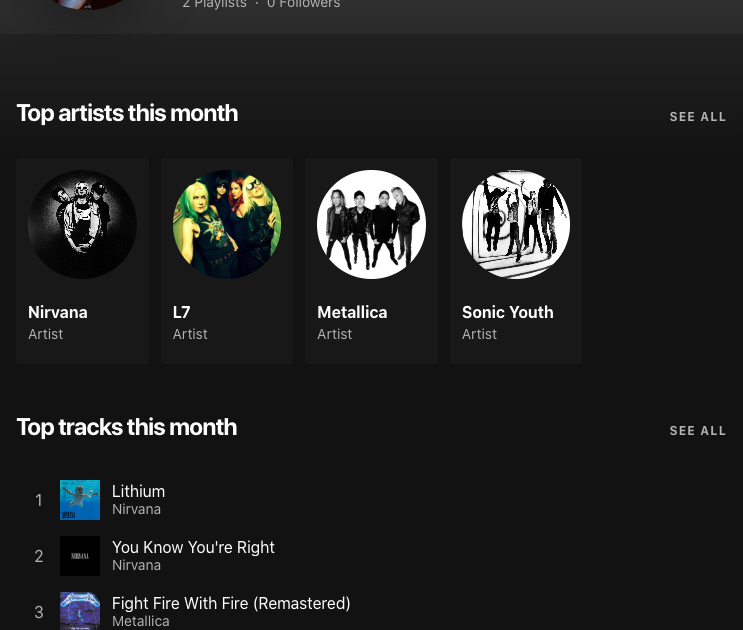 2 Playlists · 0 Followers
Top artists this month
SEE ALL
Nirvana
Artist
L7
Artist
Metallica
Artist
Sonic Youth
Artist
Top tracks this month
SEE ALL
1
Lithium
Nirvana
2
NIRVANA
You Know You're Right
Nirvana
3
Fight Fire With Fire (Remastered)
Metallica